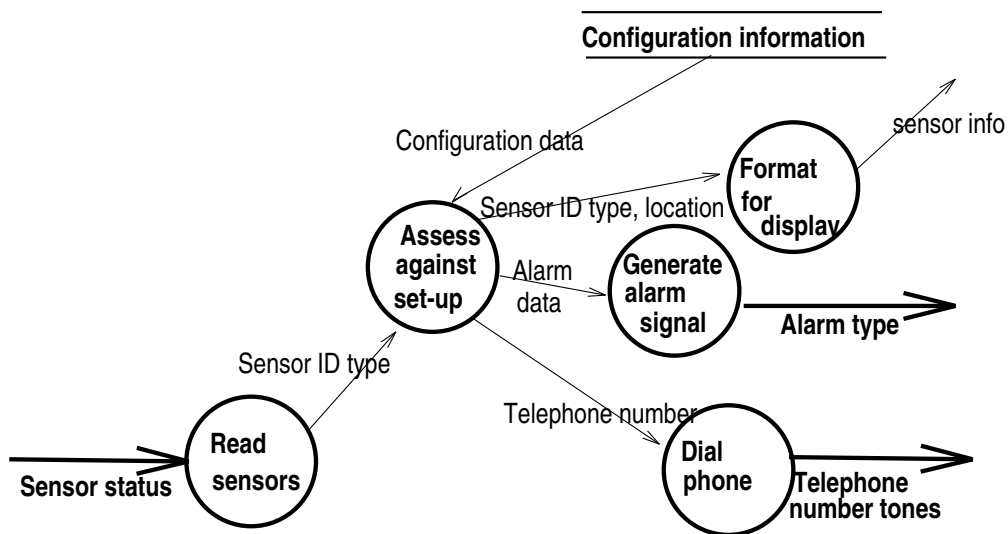 Configuration information
sensor info
Configuration data
Format
for
display
Sensor ID type, location
Assess
against
set-up
Generate
alarm
signal
Alarm
data
Alarm type
Sensor ID type
Telephone number
Read
sensors
Sensor status
Dial
phone
Telephone
number tones